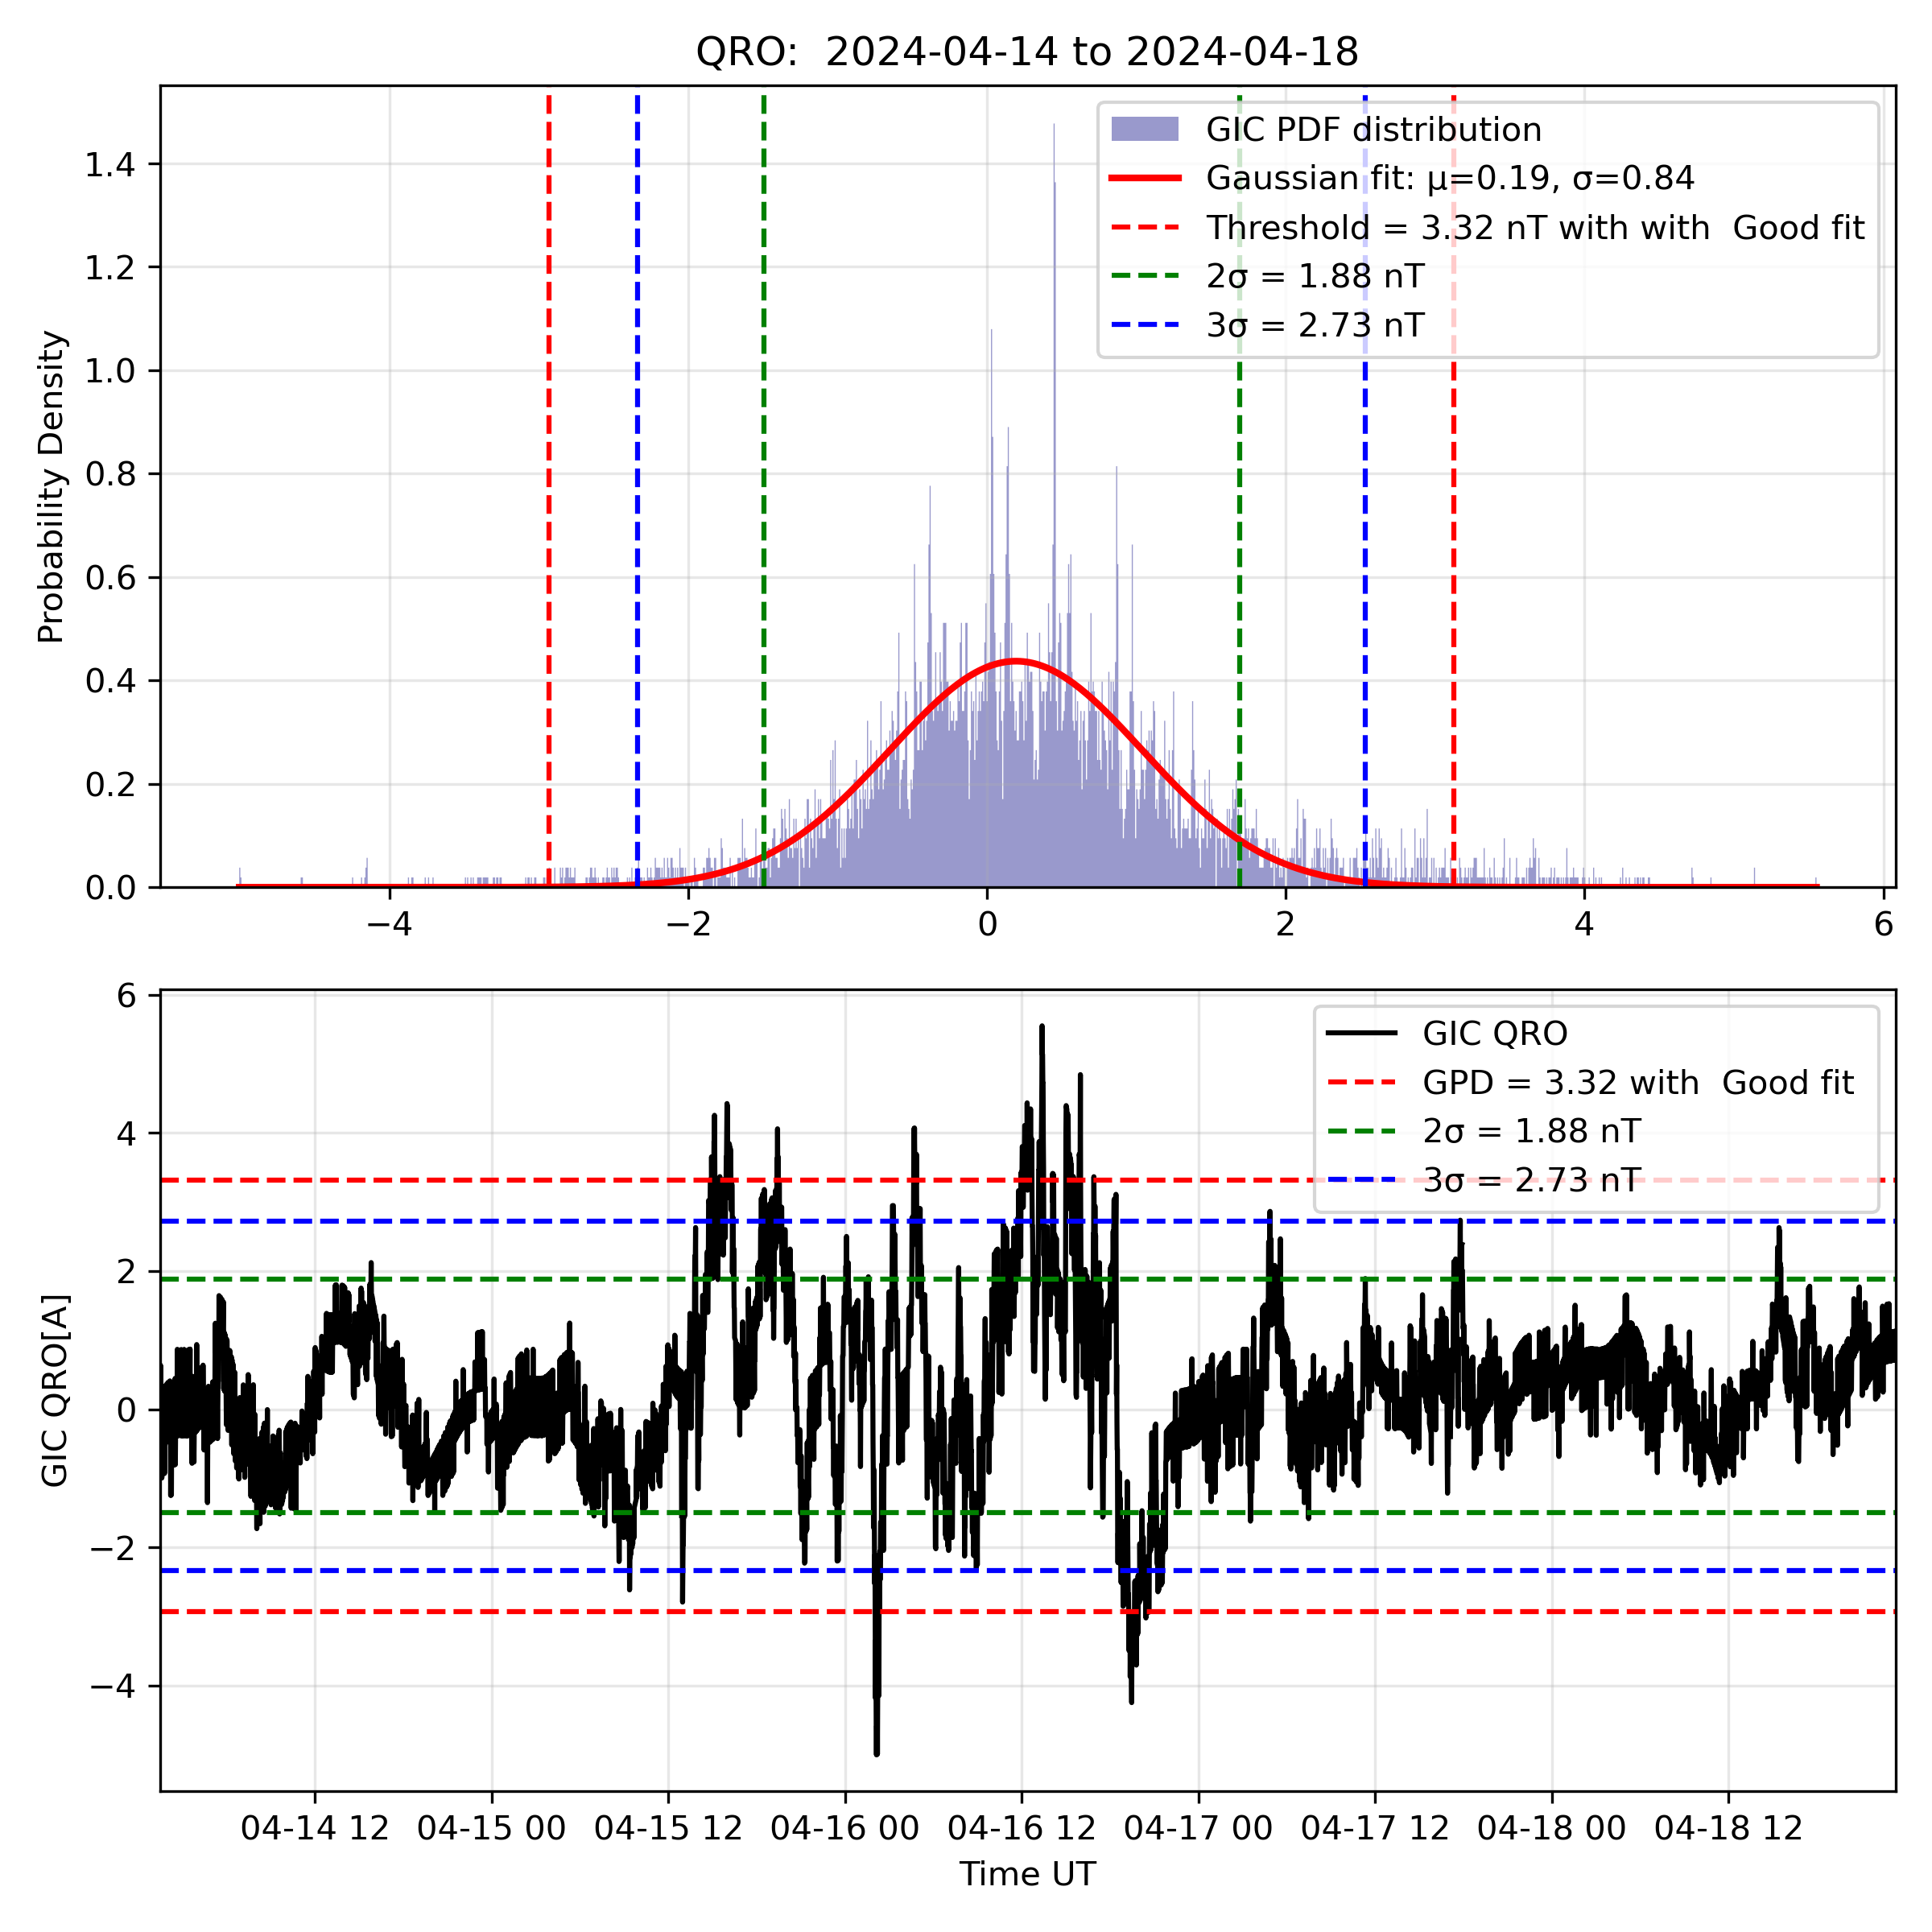 QRO:  2024-04-14 to 2024-04-18
Probability Density
1.4
1.2
1.0
0.8
0.6
0.4
0.2
0.0
GIC PDF distribution
Gaussian fit: μ=0.19, σ=0.84
Threshold = 3.32 nT with with  Good fit
2σ = 1.88 nT
3σ = 2.73 nT
−4 −2 0 2 4 6
GIC QRO[A]
6
4
2
0
−2
−4
GIC QRO
GPD = 3.32 with  Good fit
2σ = 1.88 nT
3σ = 2.73 nT
04-14 12 04-15 00 04-15 12 04-16 00 04-16 12 04-17 00 04-17 12 04-18 00 04-18 12
Time UT